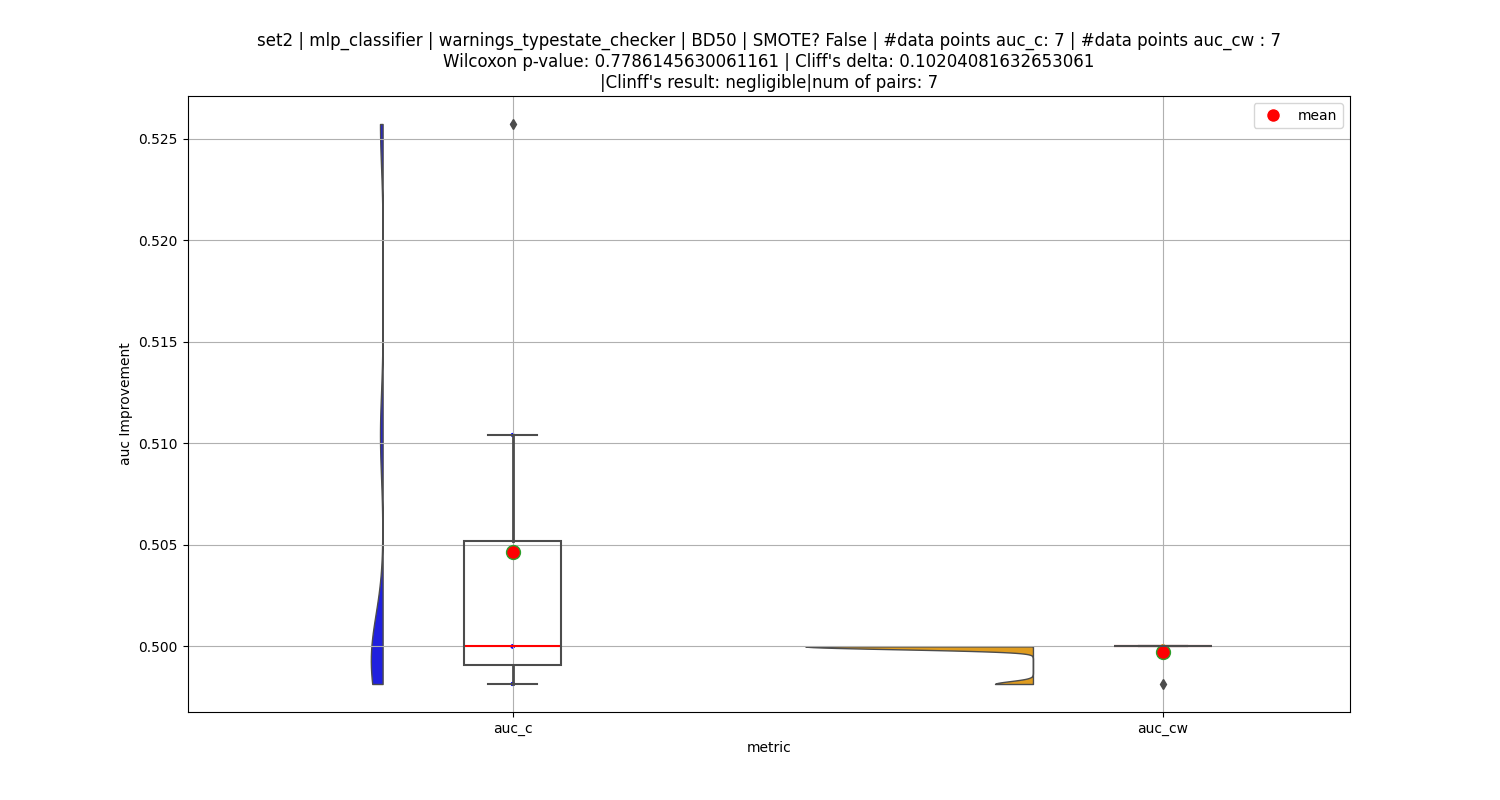 set2 | mlp_classifier | warnings_typestate_checker | BD50 | SMOTE? False | #data points auc_c: 7 | #data points auc_cw : 7
Wilcoxon p-value: 0.7786145630061161 | Cliff's delta: 0.10204081632653061
|Clinff's result: negligible|num of pairs: 7
mean
0.525
0.520
0.515
0.510
0.505
0.500
auc Improvement
auc_c
auc_cw
metric